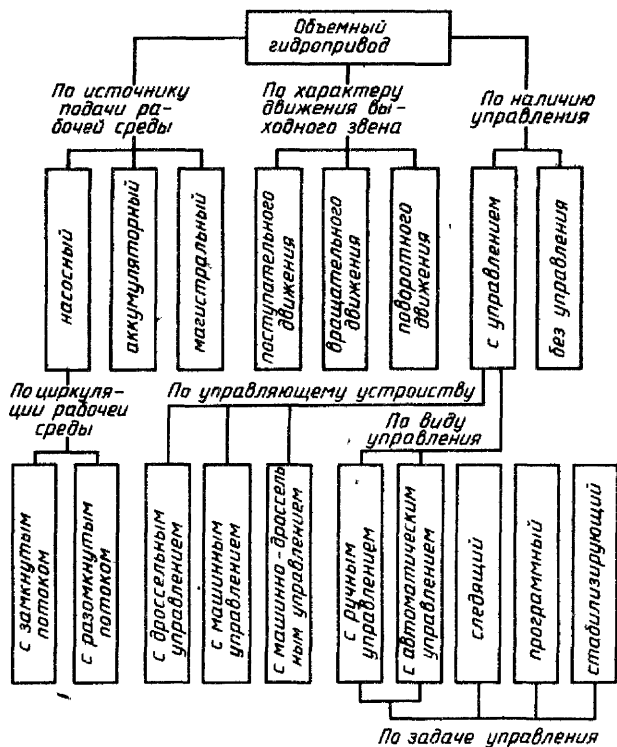 Объемный
гидропривод
По источнику
подачи ра-
бочей среды
По характеру
движения вы-
ходного звена
По наличию
управления
насосный
аккумуляторный
магистральный
поступательного
движения
вращательного
движения
поворотного
движения
с управлением
без управления
По циркуля-
ции рабочей
среды
По управляющему устройству
По виду
управления
с замкнутым
потоком
с разомкнутым
потоком
с дроссельным
управлением
с машинным
управлением
с машинно-дроссель
ным управлением
с ручным
управлением
с автоматическим
управлением
следящий
программный
стабилизирующий
По задаче управления